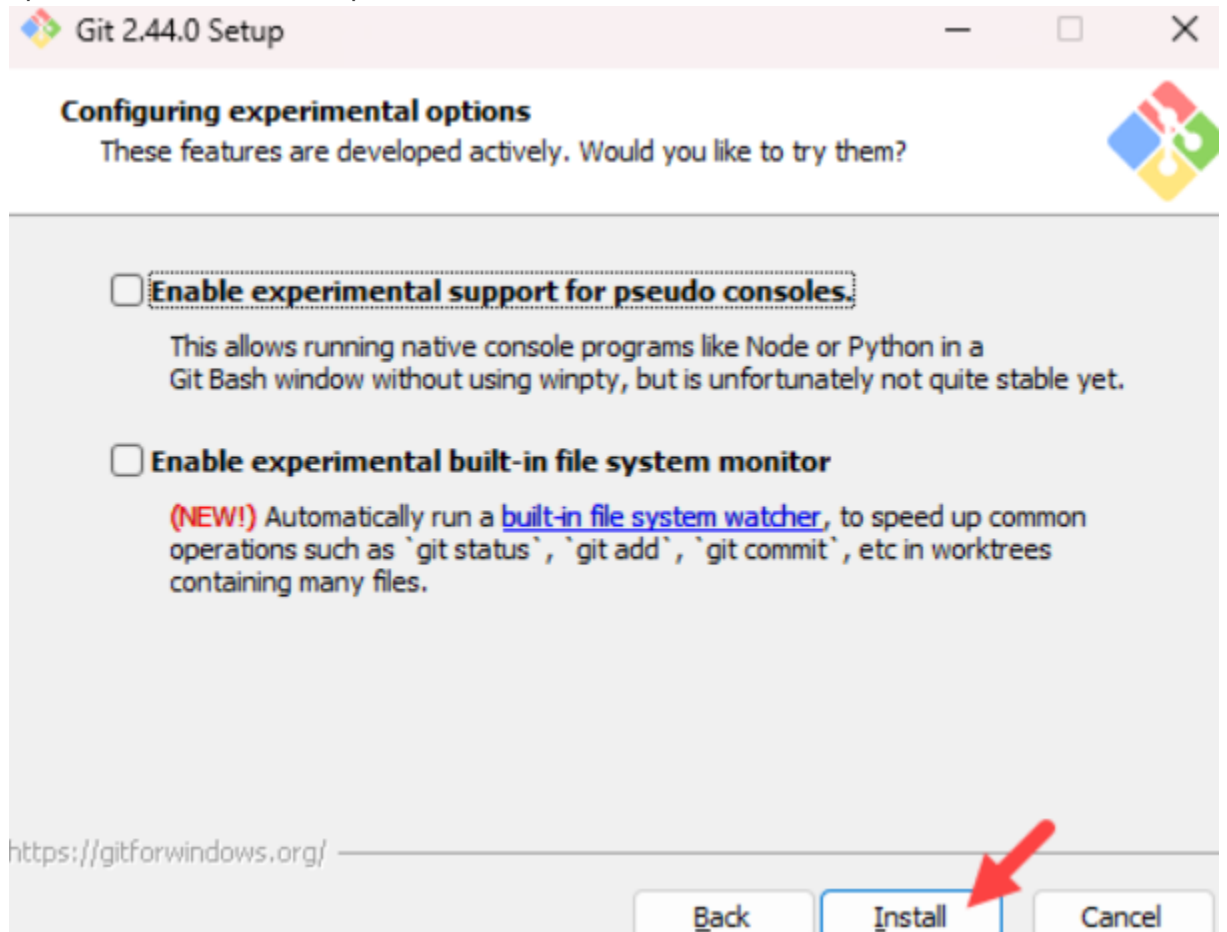 Git 2.44.0 Setup
Configuring experimental options
These features are developed actively. Would you like to try them?
Enable experimental support for pseudo consoles.
This allows running native console programs like Node or Python in a
Git Bash window without using winpty, but is unfortunately not quite stable yet.
Enable experimental built-in file system monitor
(NEW!) Automatically run a built-in file system watcher, to speed up common
operations such as `git status`, `git add`, `git commit`, etc in worktrees
containing many files.
https://gitforwindows.org/
Back Install Cancel